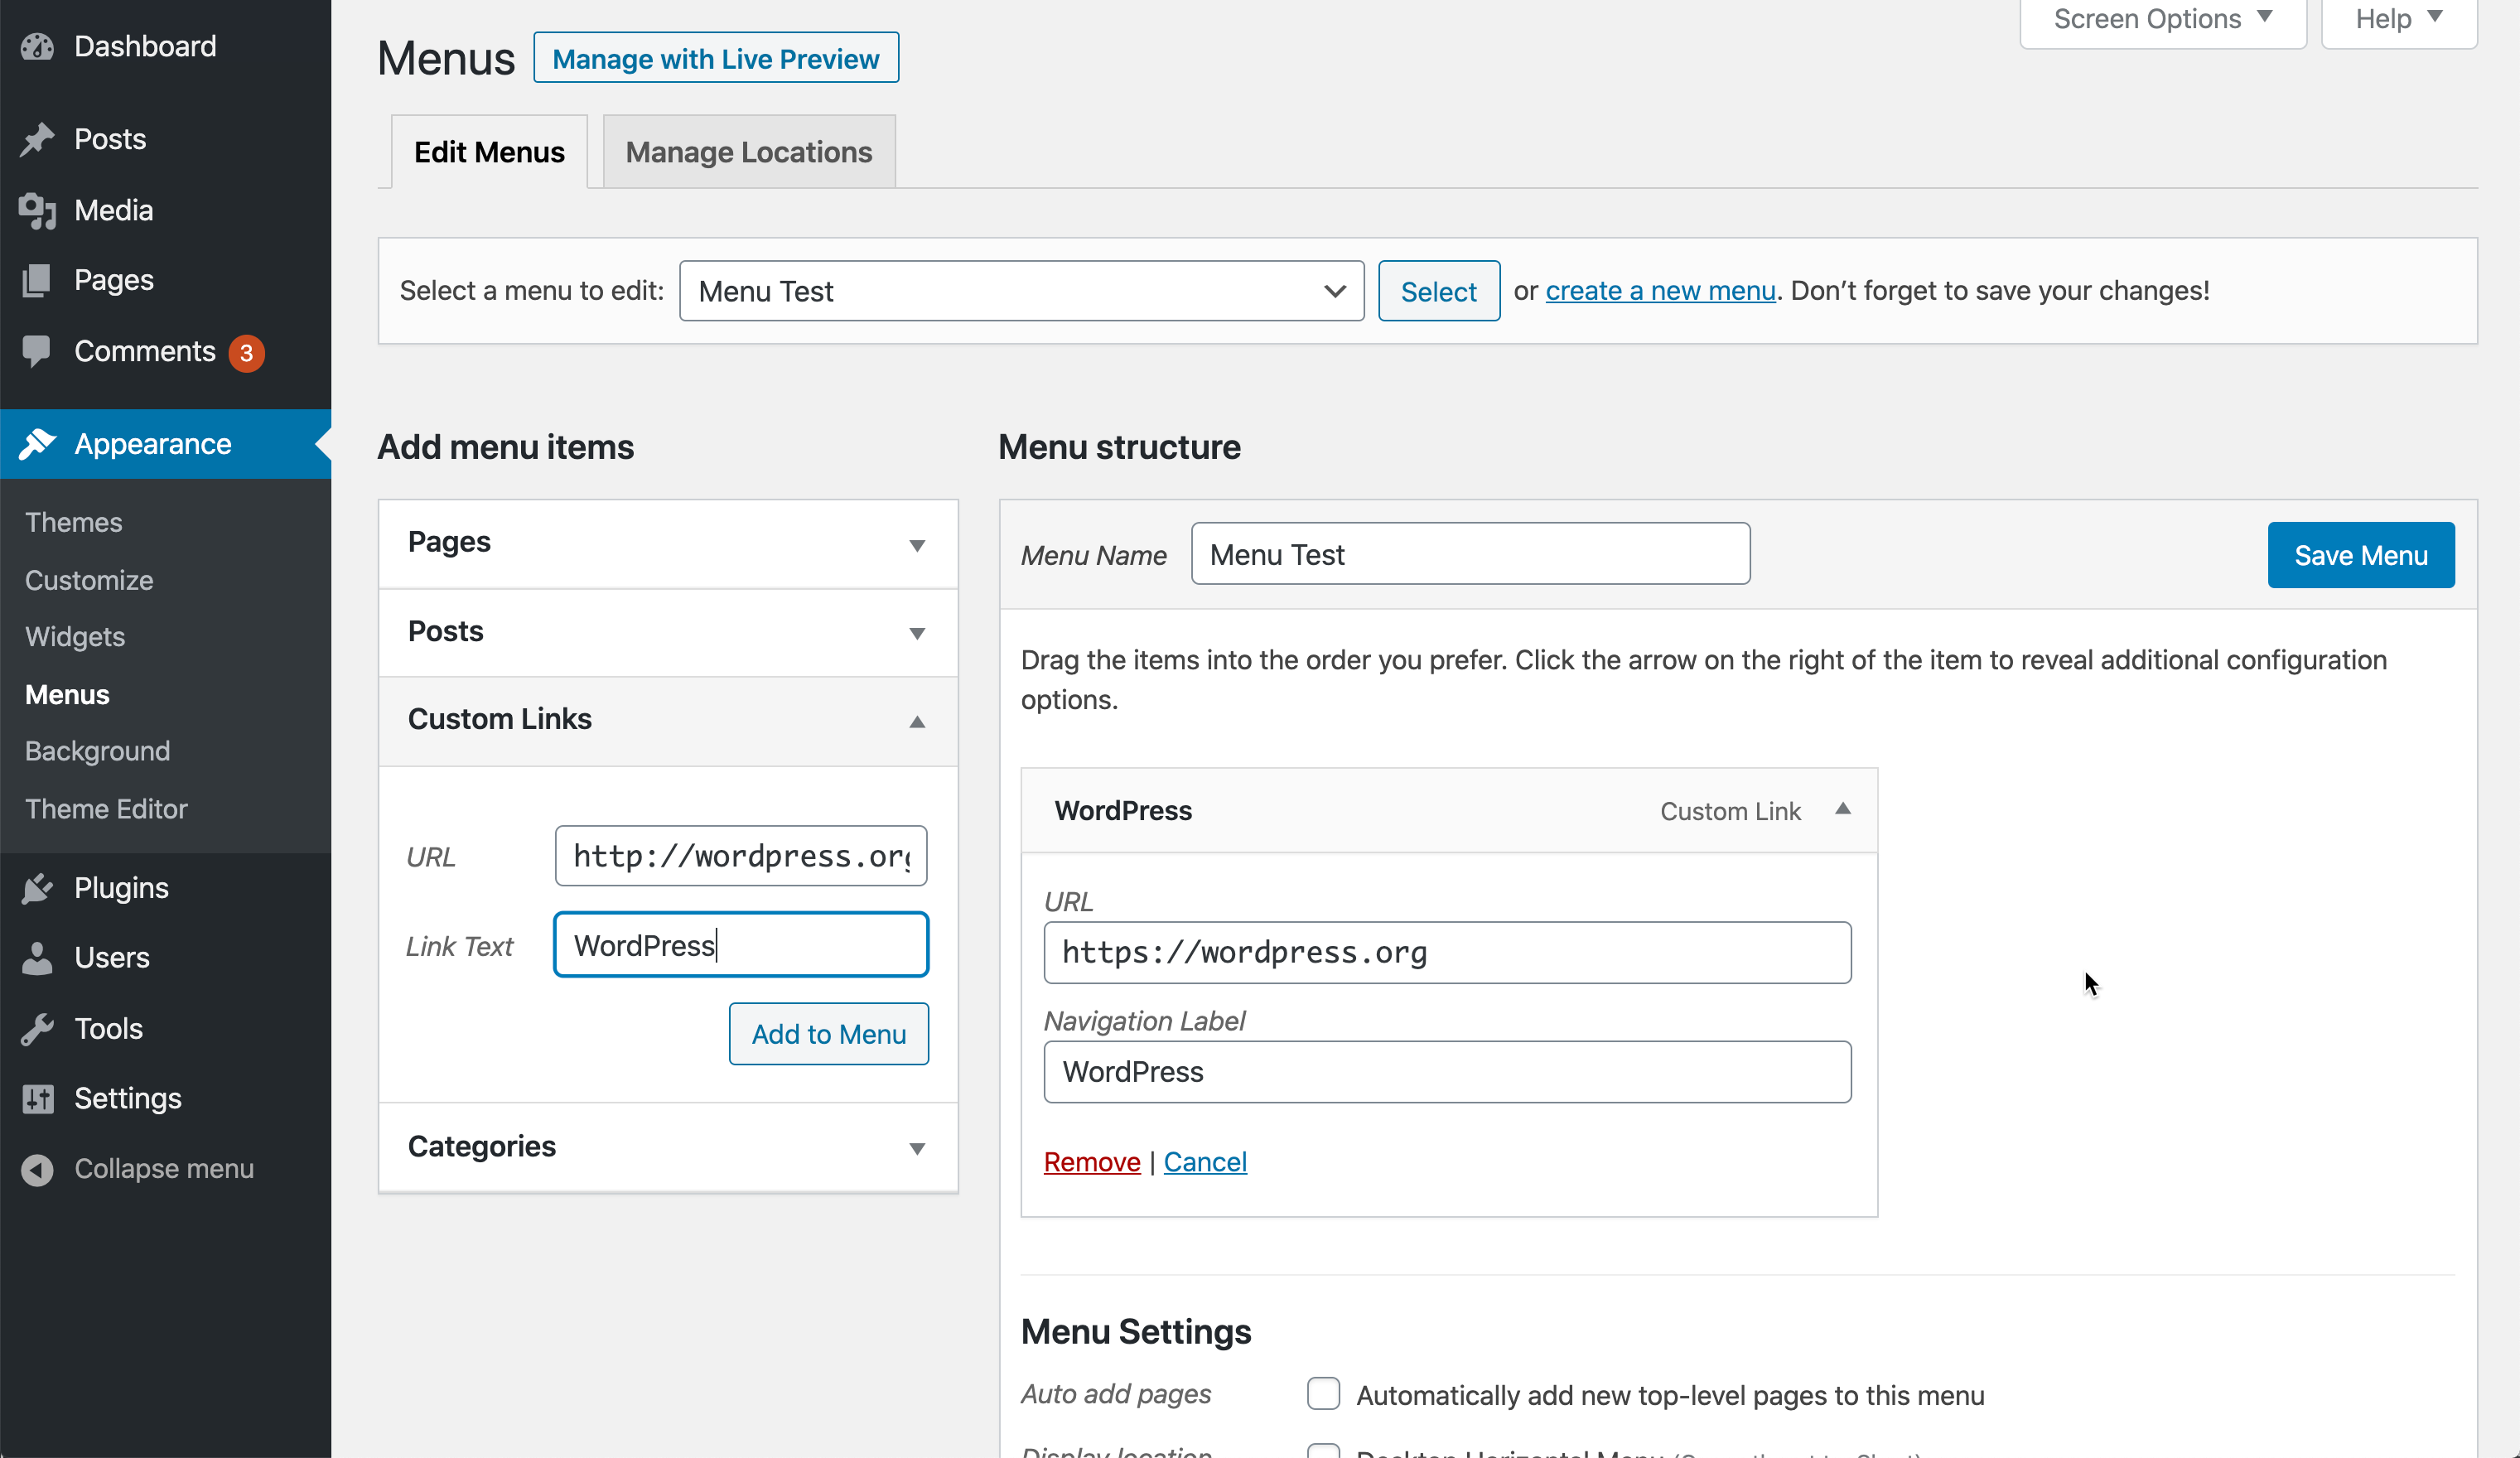 Dashboard
Posts
Media
Pages
Comments 3
Appearance
Themes
Customize
Widgets
Menus
Background
Theme Editor
Plugins
Users
Tools
Settings
Collapse menu
Screen Options
Help
Menus
Manage with Live Preview
Edit Menus
Manage Locations
Select a menu to edit: Menu Test Select or create a new menu. Don’t forget to save your changes!
Add menu items
Pages
Posts
Custom Links
URL http://wordpress.org
Link Text WordPress
Add to Menu
Categories
Menu structure
Menu Name Menu Test Save Menu
Drag the items into the order you prefer. Click the arrow on the right of the item to reveal additional configuration
options.
WordPress Custom Link
URL
https://wordpress.org
Navigation Label
WordPress
Remove | Cancel
Menu Settings
Auto add pages Automatically add new top-level pages to this menu
Display location Desktop Horizontal Menu